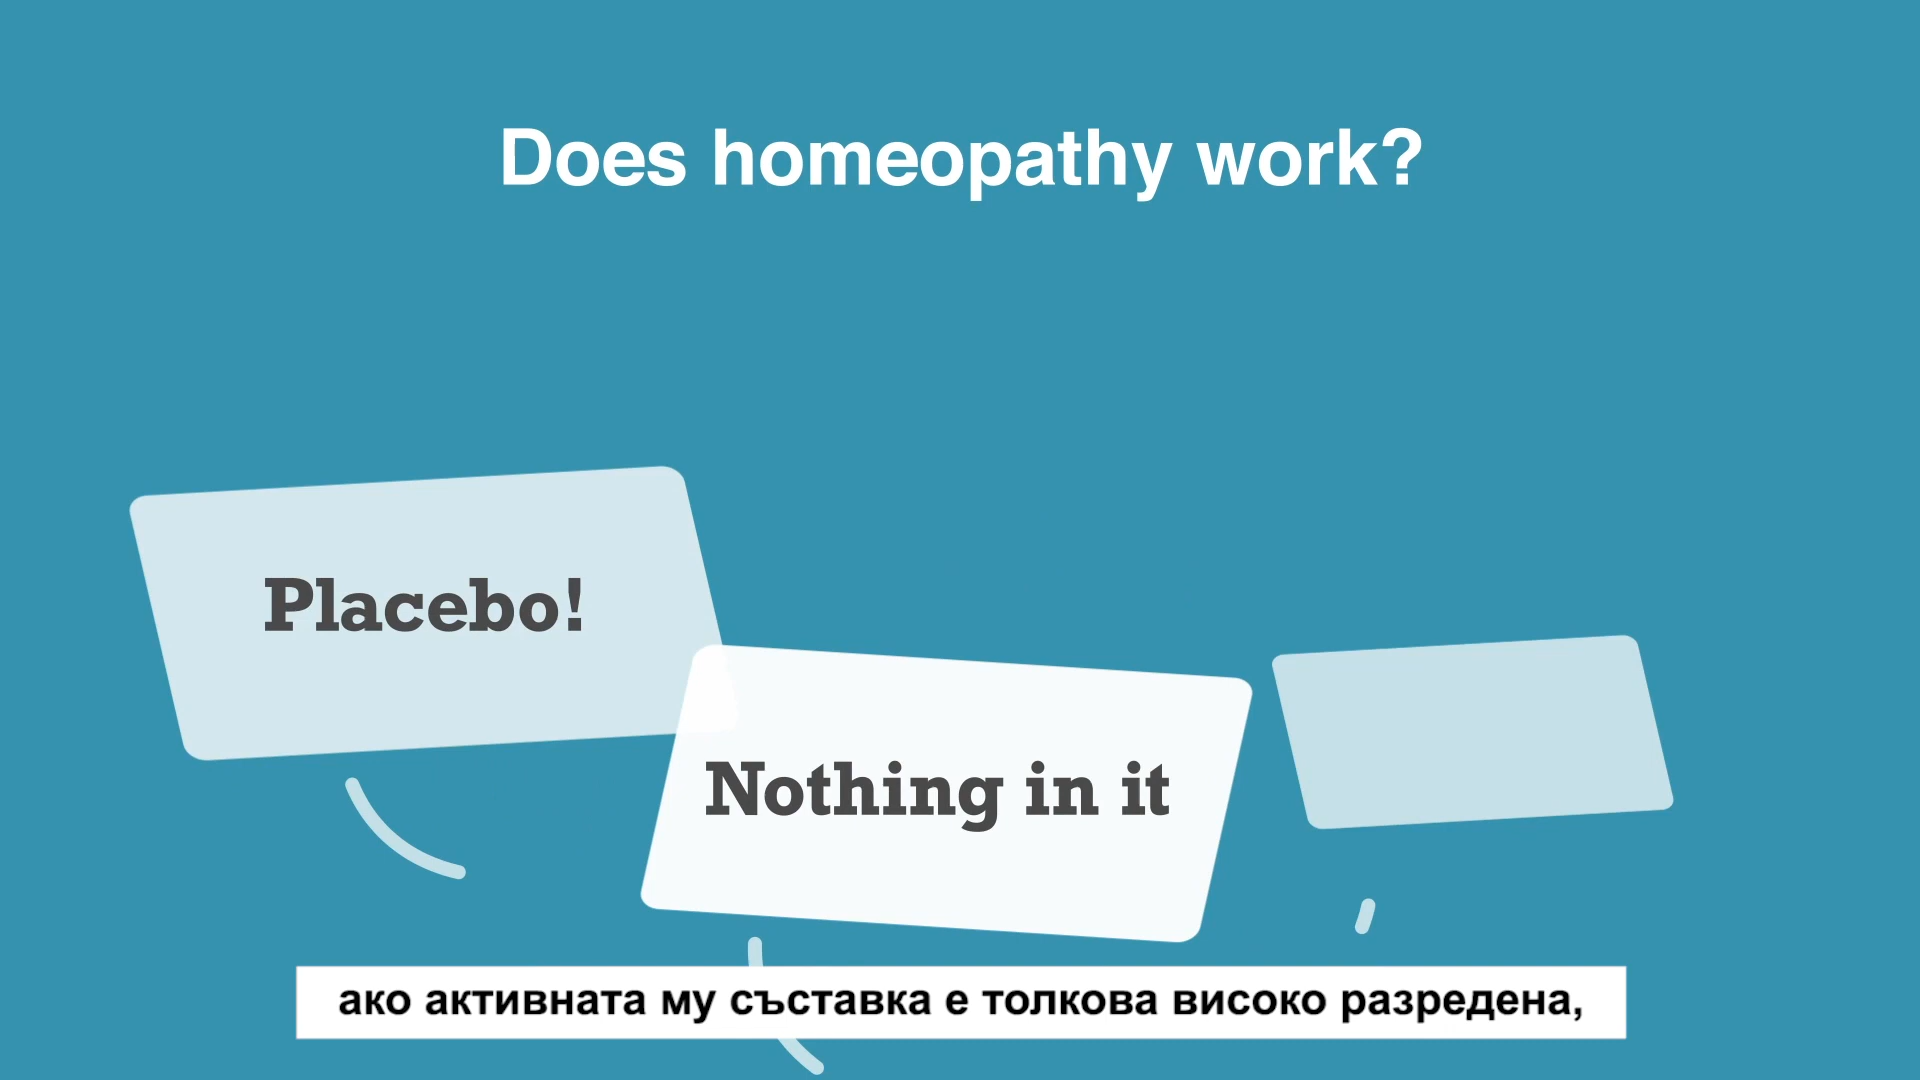 Does homeopathy work?
Placebo!
Nothing in it
ако активната му съставка е толкова високо разредена,